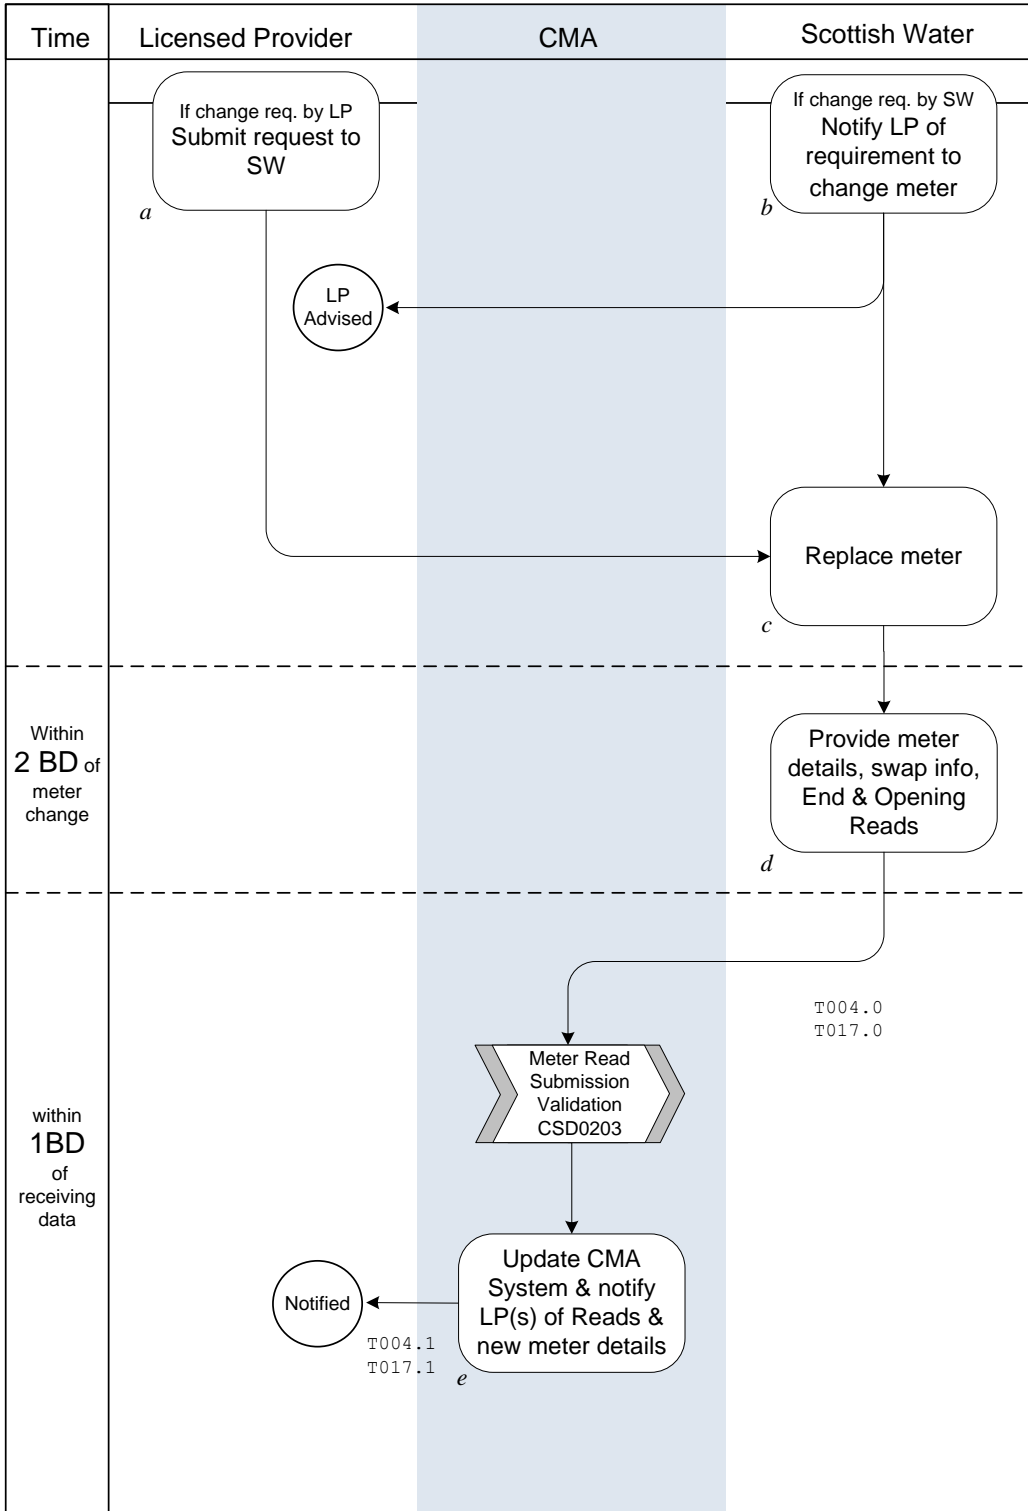 Time
Licensed Provider
CMA
Scottish Water
If change req. by LP
Submit request to
SW
a
If change req. by SW
Notify LP of
requirement to
change meter
b
LP
Advised
Replace meter
c
Within
2 BD of
meter
change
Provide meter
details, swap info,
End & Opening
Reads
d
T004.0
T017.0
within
1BD
of
receiving
data
Meter Read
Submission
Validation
CSD0203
Update CMA
System & notify
LP(s) of Reads &
new meter details
e
Notified
T004.1
T017.1